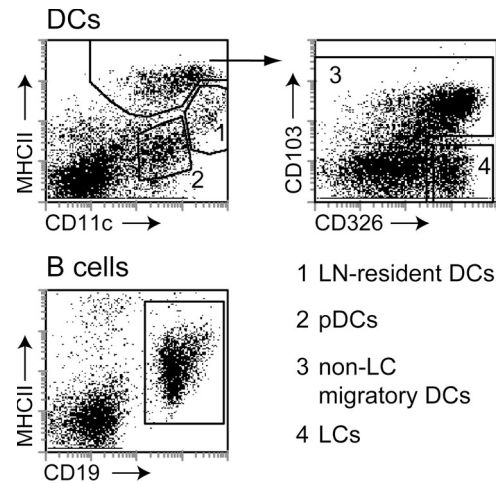 DCs
MHCII
1
2
CD11c
CD103
3
4
CD326
B cells
MHCII
CD19
1 LN-resident DCs
2 pDCs
3 non-LC
migratory DCs
4 LCs